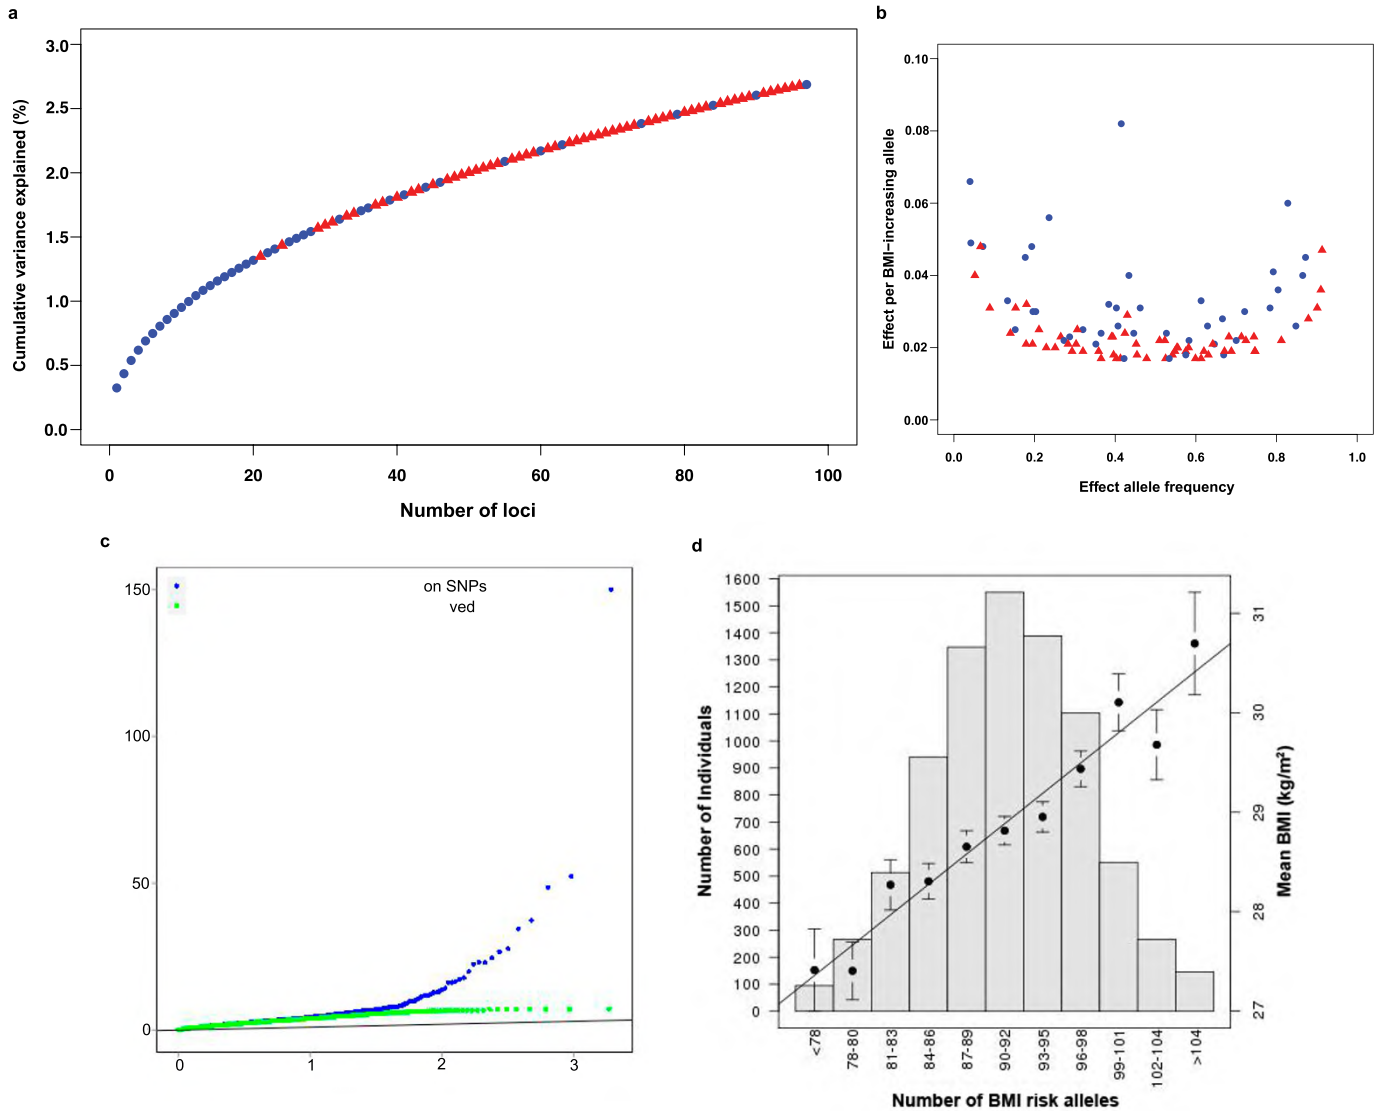 a
3.0
2.5
2.0
1.5
1.0
0.5
0.0
Cumulative variance explained (%)
0 20 40 60 80 100
Number of loci
b
0.10
0.08
0.06
0.04
0.02
0.00
Effect per BMI−increasing allele
0.0 0.2 0.4 0.6 0.8 1.0
Effect allele frequency
c
150
100
50
0
on SNPs
ved
0 1 2 3
d
1600
1500
1400
1300
1200
1100
1000
900
800
700
600
500
400
300
200
100
0
Number of Individuals
31
30
29
28
27
Mean BMI (kg/m²)
<78 78-80 81-83 84-86 87-89 90-92 93-95 96-98 99-101 102-104 >104
Number of BMI risk alleles